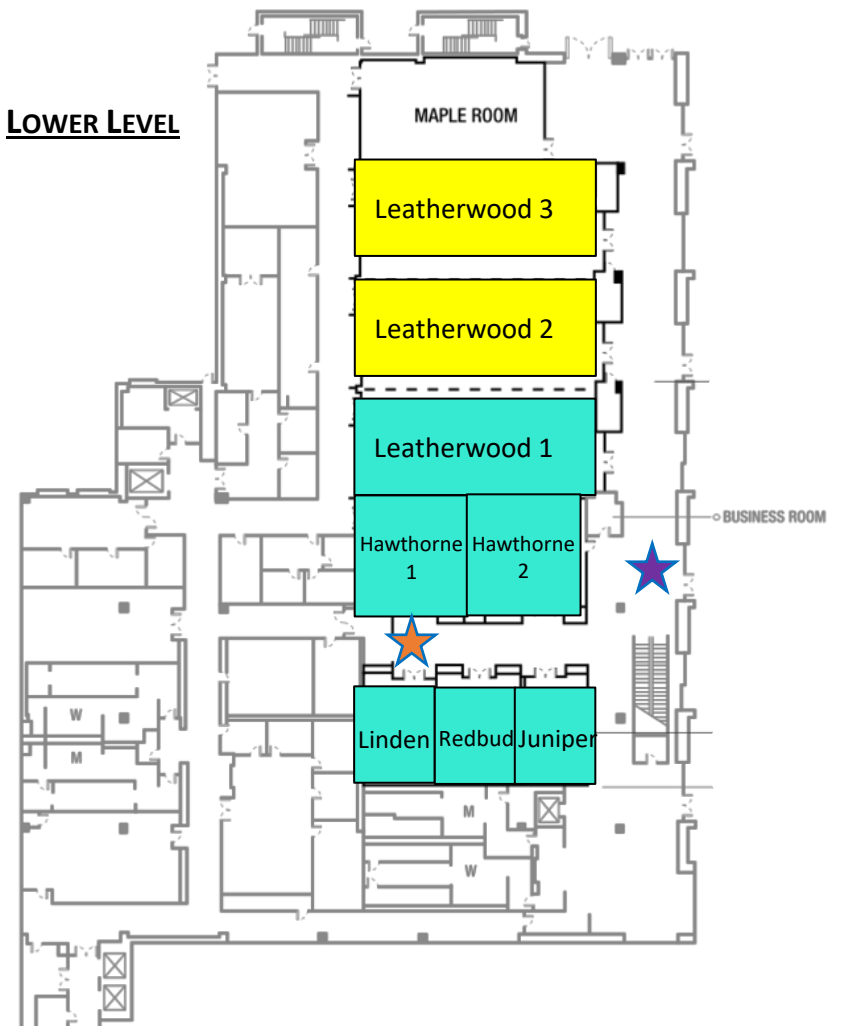 LOWER LEVEL
MAPLE ROOM
Leatherwood 3
Leatherwood 2
Leatherwood 1
BUSINESS ROOM
Hawthorne
1
Hawthorne
2
W
M
Linden
Redbud
Juniper
M
W